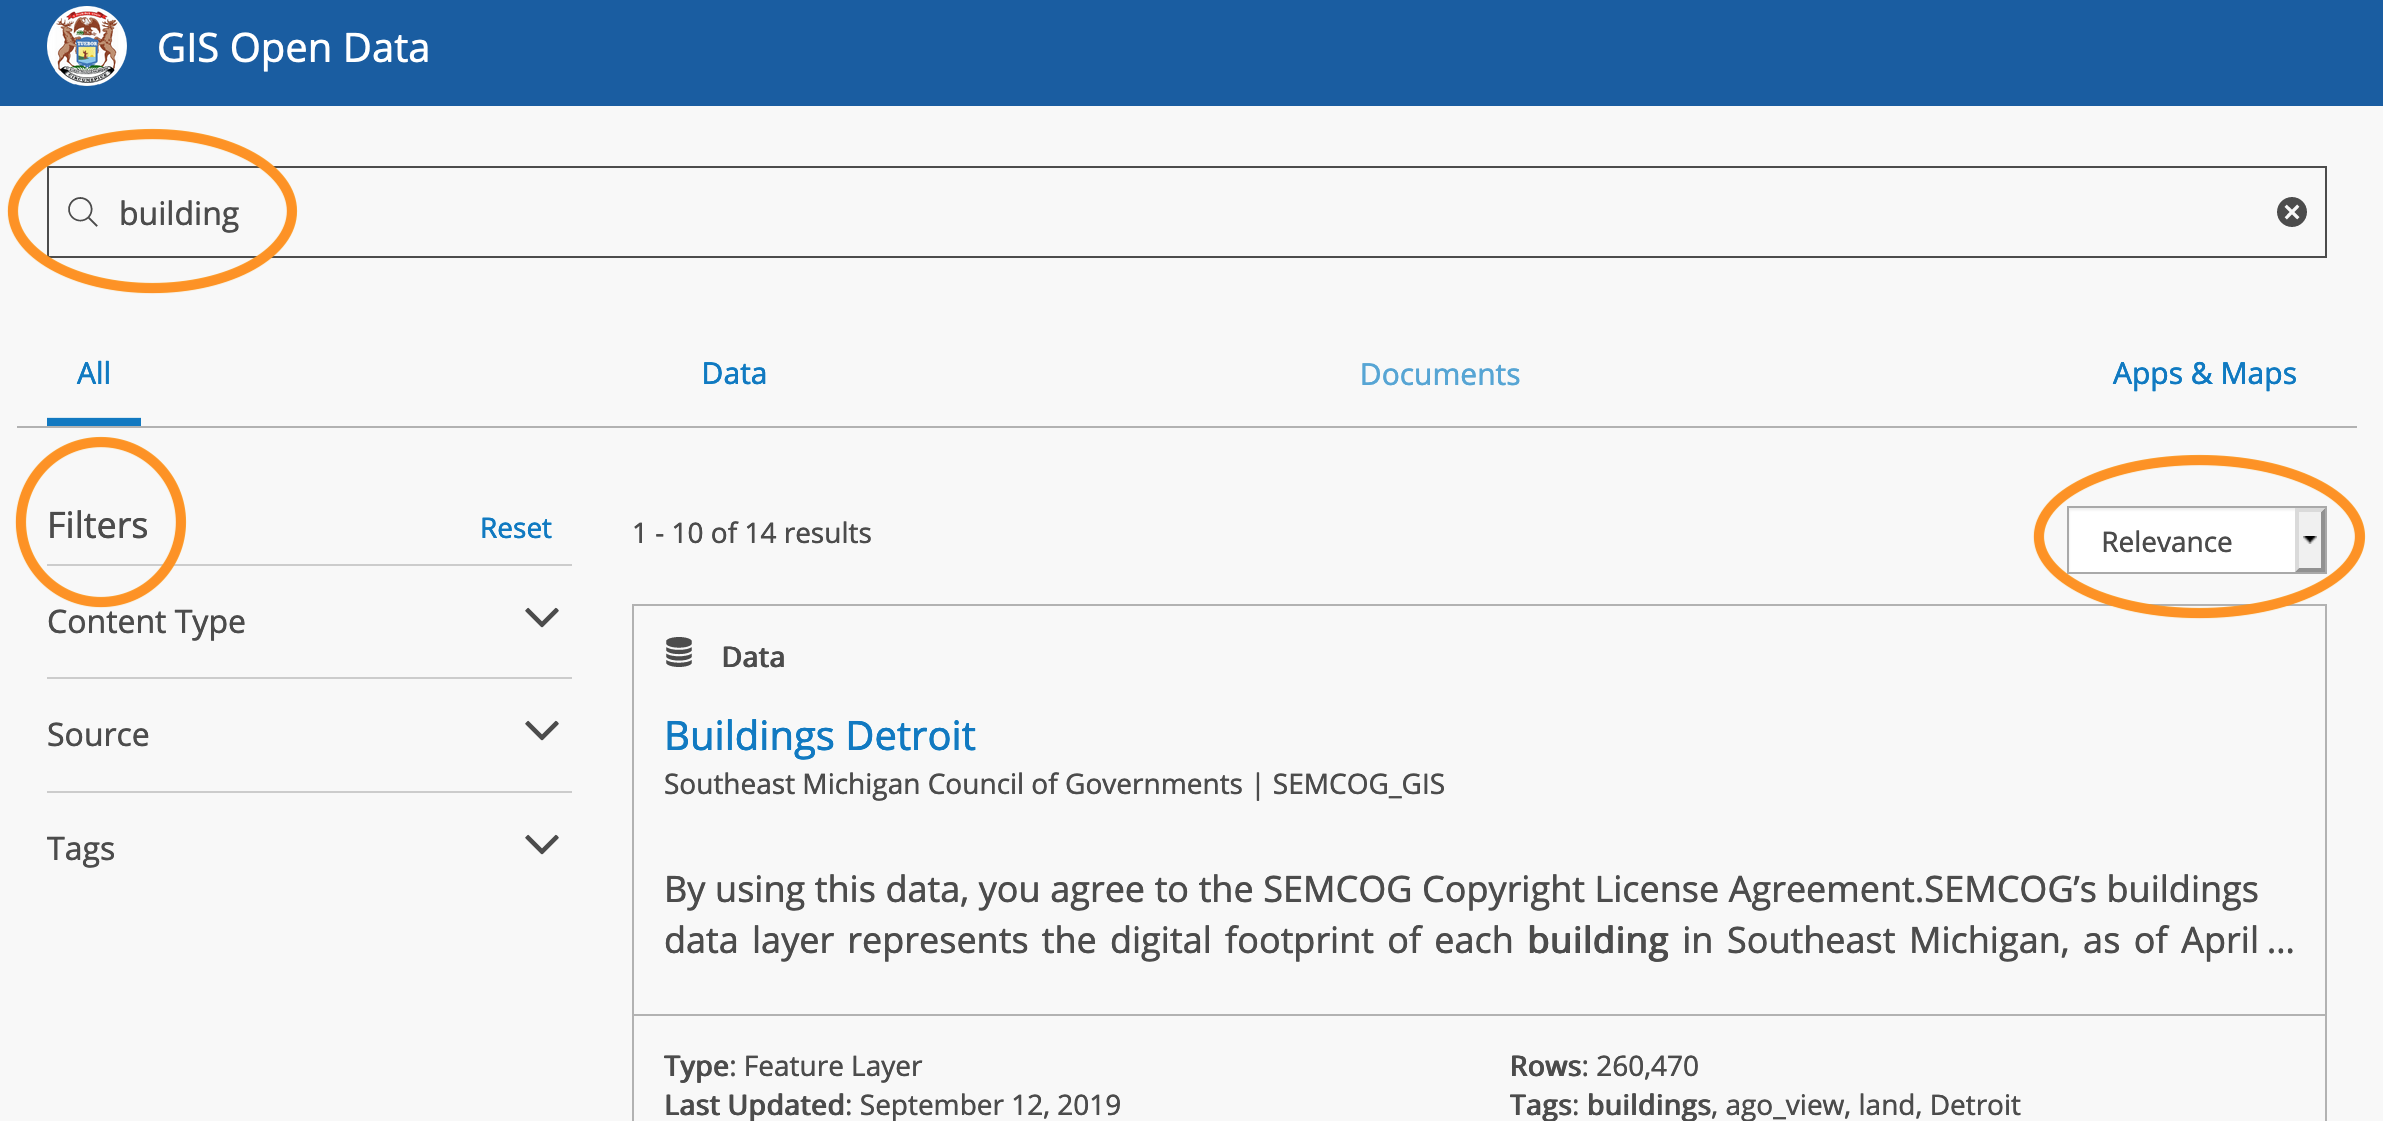 GIS Open Data
building
All
Data
Documents
Apps & Maps
Filters
Reset
1 - 10 of 14 results
Relevance
Content Type
Source
Tags
Data
Buildings Detroit
Southeast Michigan Council of Governments | SEMCOG_GIS
By using this data, you agree to the SEMCOG Copyright License Agreement.SEMCOG’s buildings
data layer represents the digital footprint of each building in Southeast Michigan, as of April ...
Type: Feature Layer
Rows: 260,470
Last Updated: September 12, 2019
Tags: buildings, ago_view, land, Detroit